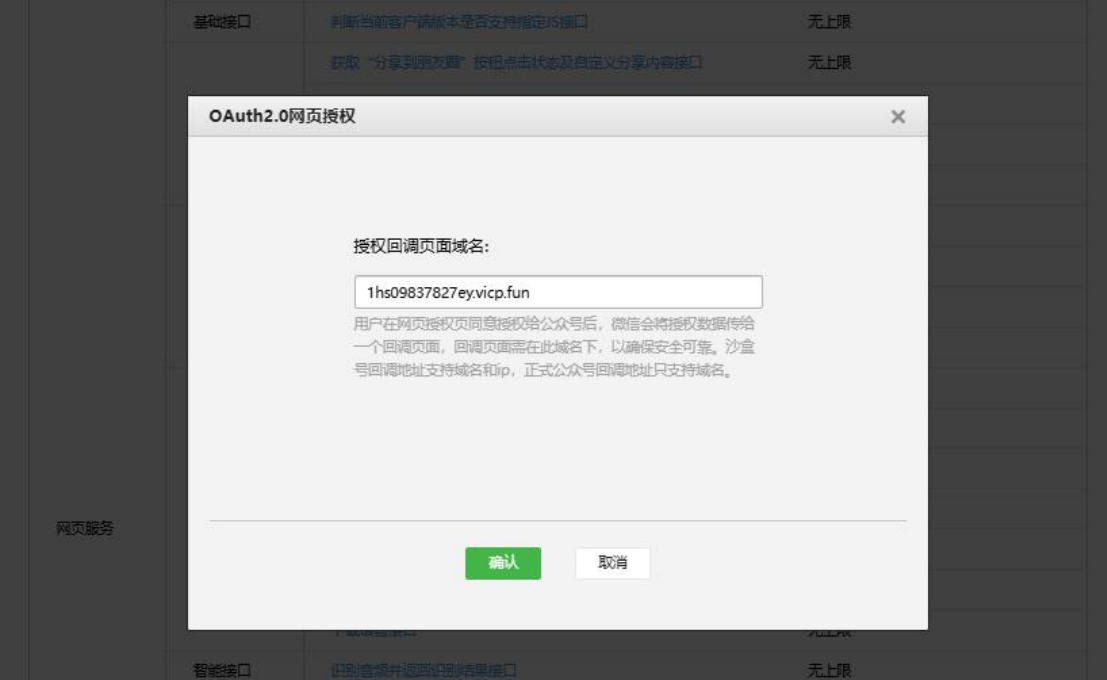 基础接口 判断当前客户端版本是否支持指定JS接口 无上限
获取“分享到朋友圈”按钮点击状态及自定义分享内容接口 无上限
OAuth2.0网页授权
授权回调页面域名:
1hs09837827ey.vicp.fun
用户在网页授权页同意授权给公众号后，微信会将授权数据传给
一个回调页面，回调页面需在此域名下，以确保安全可靠。沙盒
号回调地址支持域名和ip，正式公众号回调地址只支持域名。
网页服务
确认 取消
智能接口 识别音频并返回识别结果接口 无上限